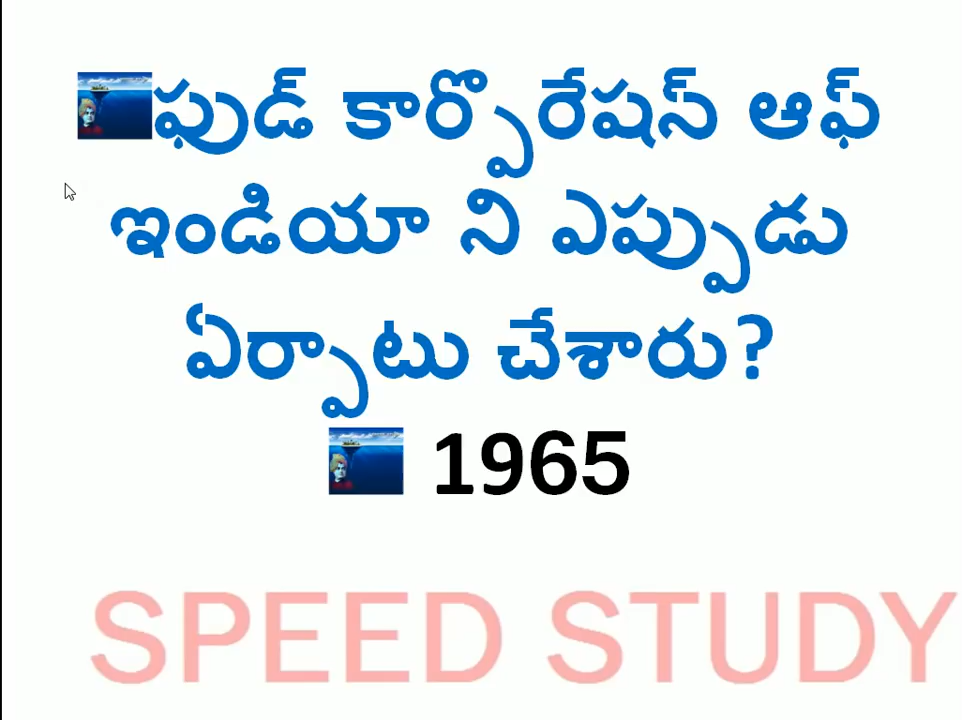 ఫుడ్ కార్పొరేషన్ ఆఫ్
ఇండియా ని ఎప్పుడు
ఏర్పాటు చేశారు?
1965
SPEED STUDY